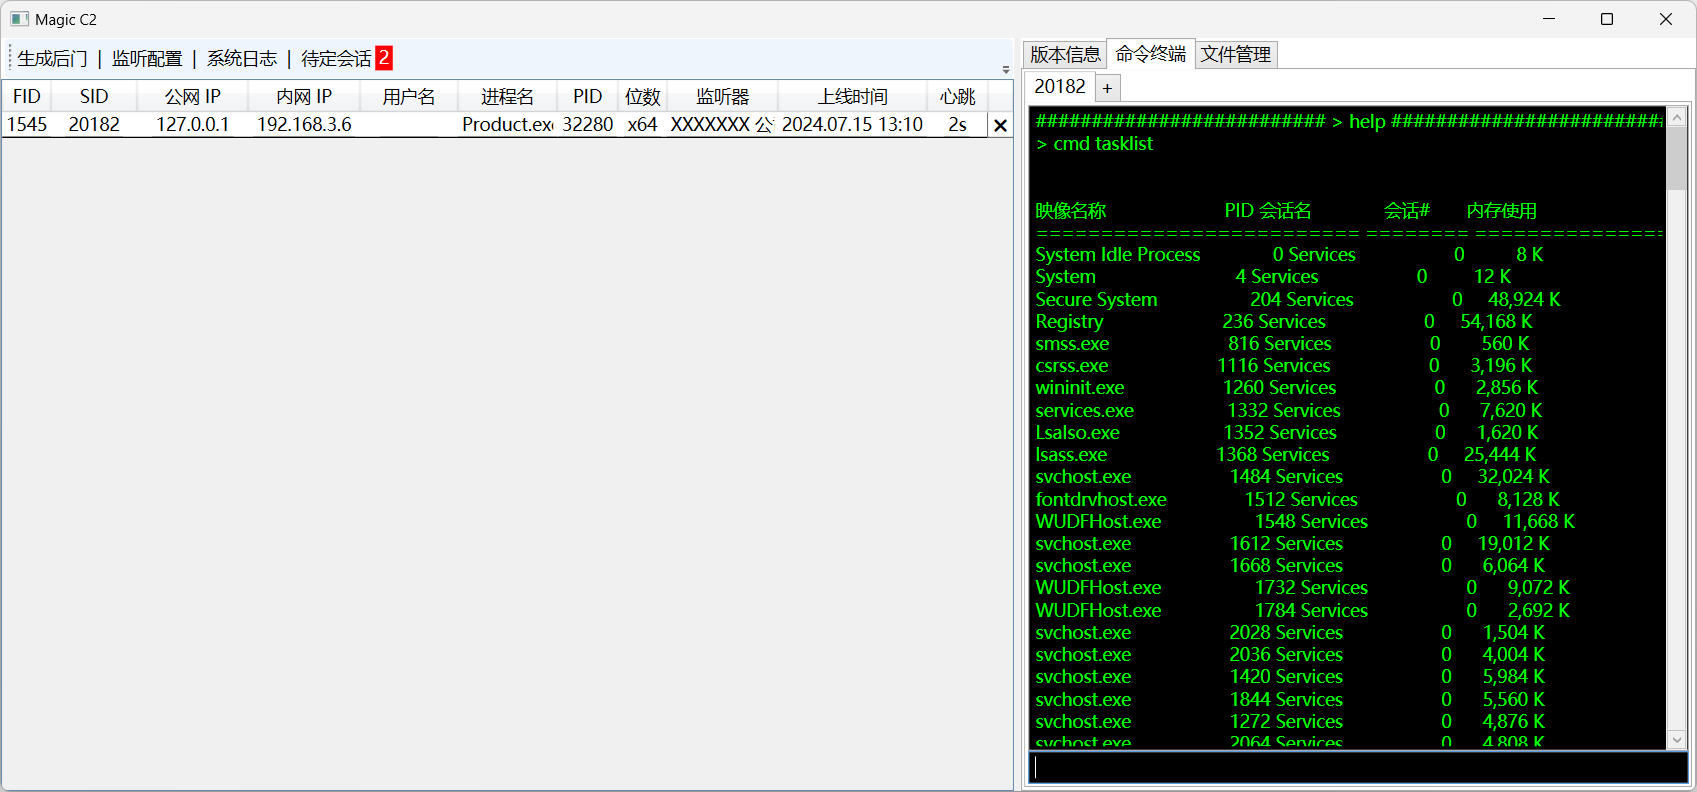 Magic C2
生成后门 | 监听配置 | 系统日志 | 待定会话 2
FID SID 公网 IP 内网 IP 用户名 进程名 PID 位数 监听器 上线时间 心跳
1545 20182 127.0.0.1 192.168.3.6 Product.exe 32280 x64 XXXXXXX 公 2024.07.15 13:10 2s ×
版本信息 命令终端 文件管理
20182 +
########################## > help ########################
> cmd tasklist
映像名称 PID 会话名 会话# 内存使用
========================= ======== ===============
System Idle Process 0 Services 0 8 K
System 4 Services 0 12 K
Secure System 204 Services 0 48,924 K
Registry 236 Services 0 54,168 K
smss.exe 816 Services 0 560 K
csrss.exe 1116 Services 0 3,196 K
wininit.exe 1260 Services 0 2,856 K
services.exe 1332 Services 0 7,620 K
LsaIso.exe 1352 Services 0 1,620 K
lsass.exe 1368 Services 0 25,444 K
svchost.exe 1484 Services 0 32,024 K
fontdrvhost.exe 1512 Services 0 8,128 K
WUDFHost.exe 1548 Services 0 11,668 K
svchost.exe 1612 Services 0 19,012 K
svchost.exe 1668 Services 0 6,064 K
WUDFHost.exe 1732 Services 0 9,072 K
WUDFHost.exe 1784 Services 0 2,692 K
svchost.exe 2028 Services 0 1,504 K
svchost.exe 2036 Services 0 4,004 K
svchost.exe 1420 Services 0 5,984 K
svchost.exe 1844 Services 0 5,560 K
svchost.exe 1272 Services 0 4,876 K
svchost.exe 2064 Services 0 4,808 K